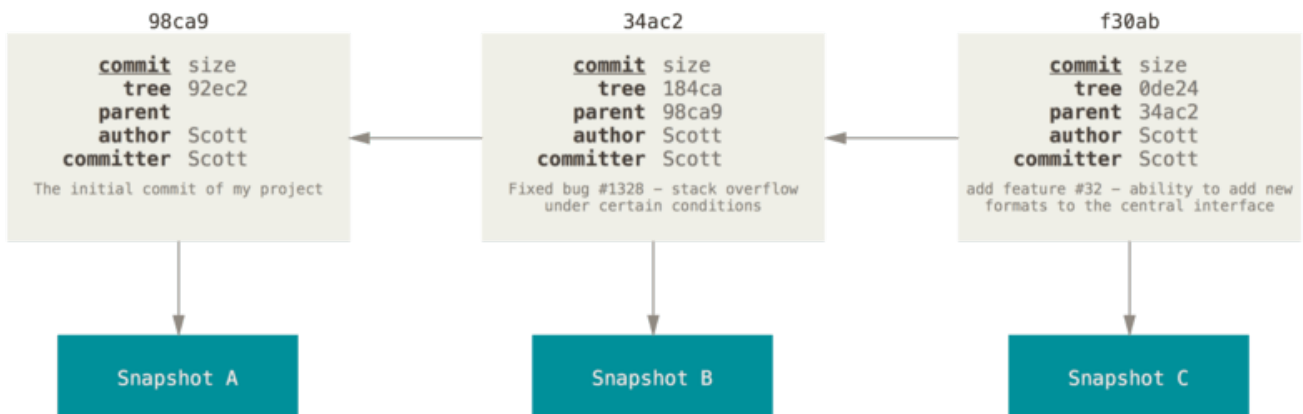 98ca9
commit size
tree 92ec2
parent
author Scott
committer Scott
The initial commit of my project
Snapshot A
34ac2
commit size
tree 184ca
parent 98ca9
author Scott
committer Scott
Fixed bug #1328 – stack overflow
under certain conditions
Snapshot B
f30ab
commit size
tree 0de24
parent 34ac2
author Scott
committer Scott
add feature #32 – ability to add new
formats to the central interface
Snapshot C